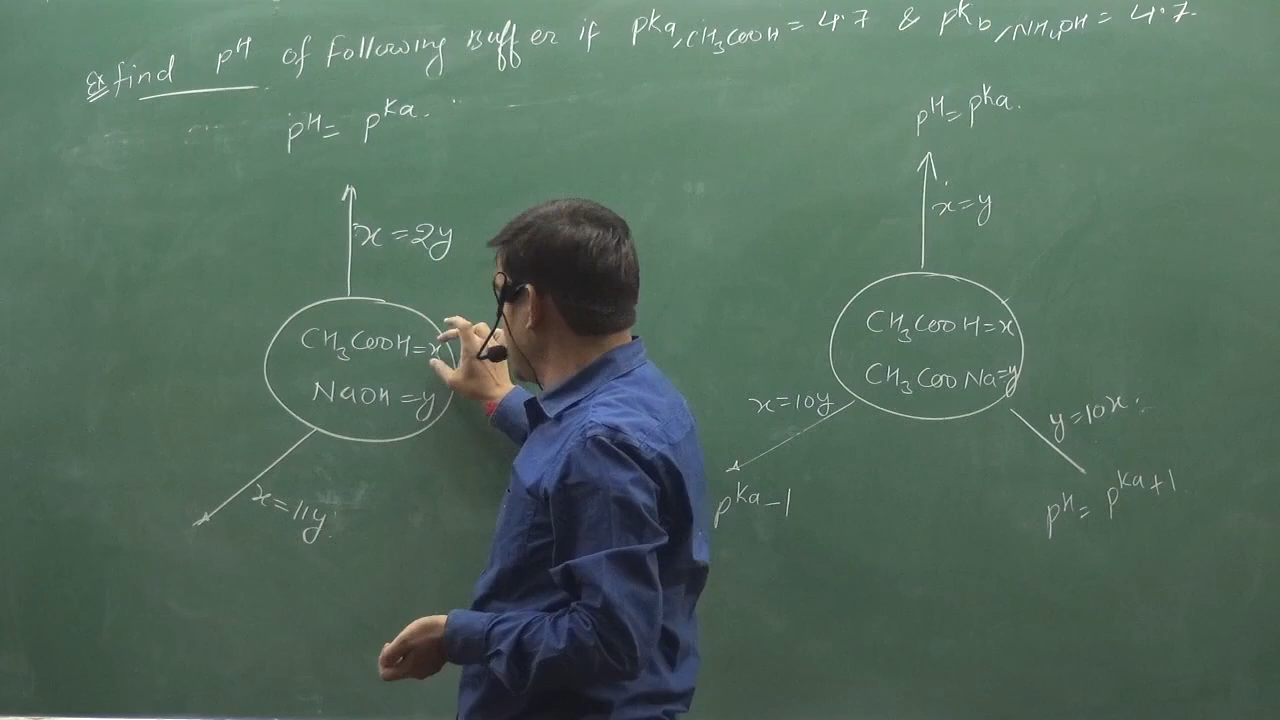 Ex find pH of following Buffer if pKa, CH3COOH = 4.7 & pKb, NH4OH = 4.7
pH = pKa.
x = 2y
CH3COOH = x
NaOH = y
x = 11y
pH = pKa.
x = y
CH3COOH = x
CH3COONa = y
x = 10y
pKa-1
y = 10x
pH = pKa+1